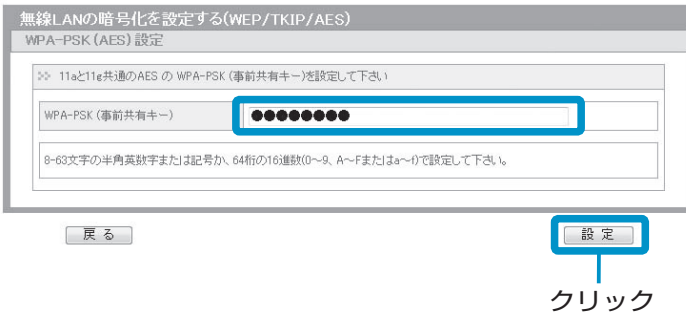 無線LANの暗号化を設定する(WEP/TKIP/AES)
WPA-PSK(AES)設定
>> 11aと11g共通のAES の WPA-PSK(事前共有キー)を設定して下さい
WPA-PSK(事前共有キー) ●●●●●●●●
8-63文字の半角英数字または記号か、64桁の16進数(0～9、A～Fまたはa～f)で設定して下さい。
戻る 設定
クリック